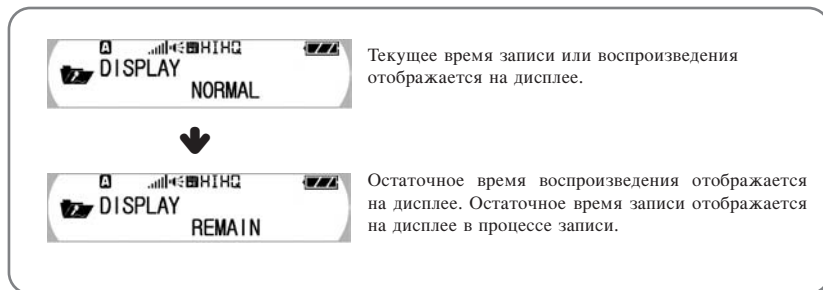 A HIHQ
DISPLAY
NORMAL
Текущее время записи или воспроизведения
отображается на дисплее.
A HIHQ
DISPLAY
REMAIN
Остаточное время воспроизведения отображается
на дисплее. Остаточное время записи отображается
на дисплее в процессе записи.